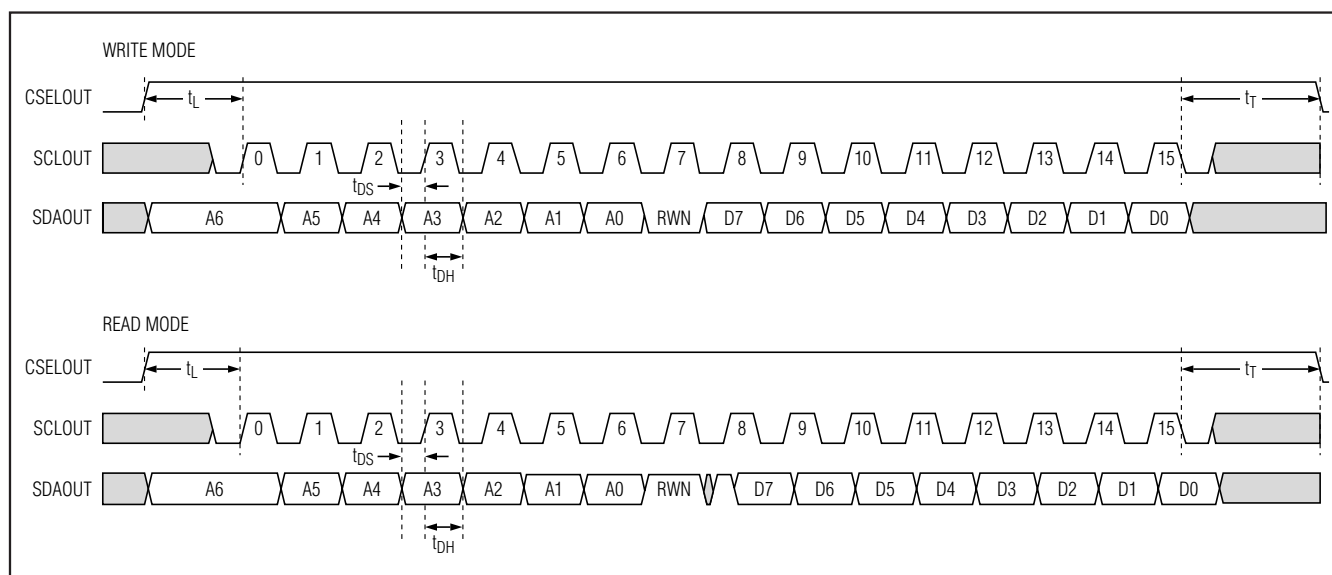 WRITE MODE
CSELOUT
tL
tT
SCLOUT
0 1 2 3 4 5 6 7 8 9 10 11 12 13 14 15
tDS
SDAOUT
A6 A5 A4 A3 A2 A1 A0 RWN D7 D6 D5 D4 D3 D2 D1 D0
tDH
READ MODE
CSELOUT
tL
tT
SCLOUT
0 1 2 3 4 5 6 7 8 9 10 11 12 13 14 15
tDS
SDAOUT
A6 A5 A4 A3 A2 A1 A0 RWN D7 D6 D5 D4 D3 D2 D1 D0
tDH